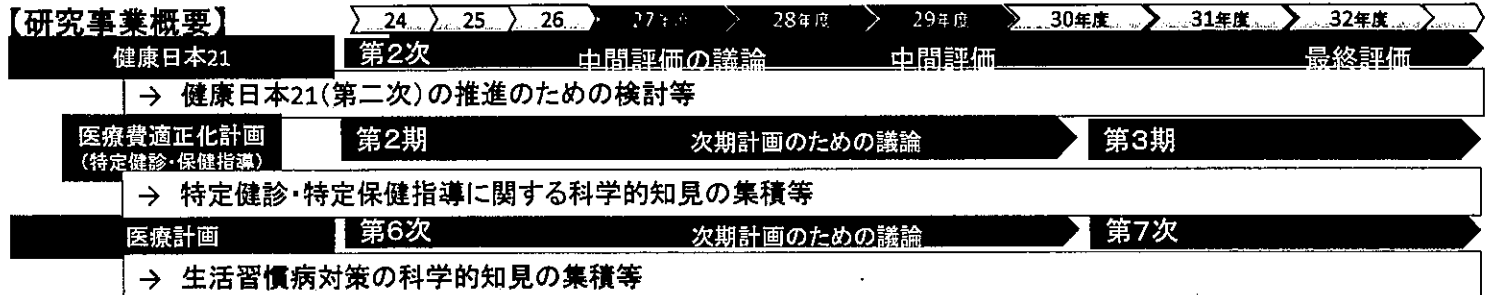 【研究事業概要】 24 25 26 27年度 28年度 29年度 30年度 31年度 32年度
健康日本21 第2次 中間評価の議論 中間評価 最終評価
→ 健康日本21(第二次)の推進のための検討等
医療費適正化計画 第2期 次期計画のための議論 第3期
(特定健診・保健指導)
→ 特定健診・特定保健指導に関する科学的知見の集積等
医療計画 第6次 次期計画のための議論 第7次
→ 生活習慣病対策の科学的知見の集積等